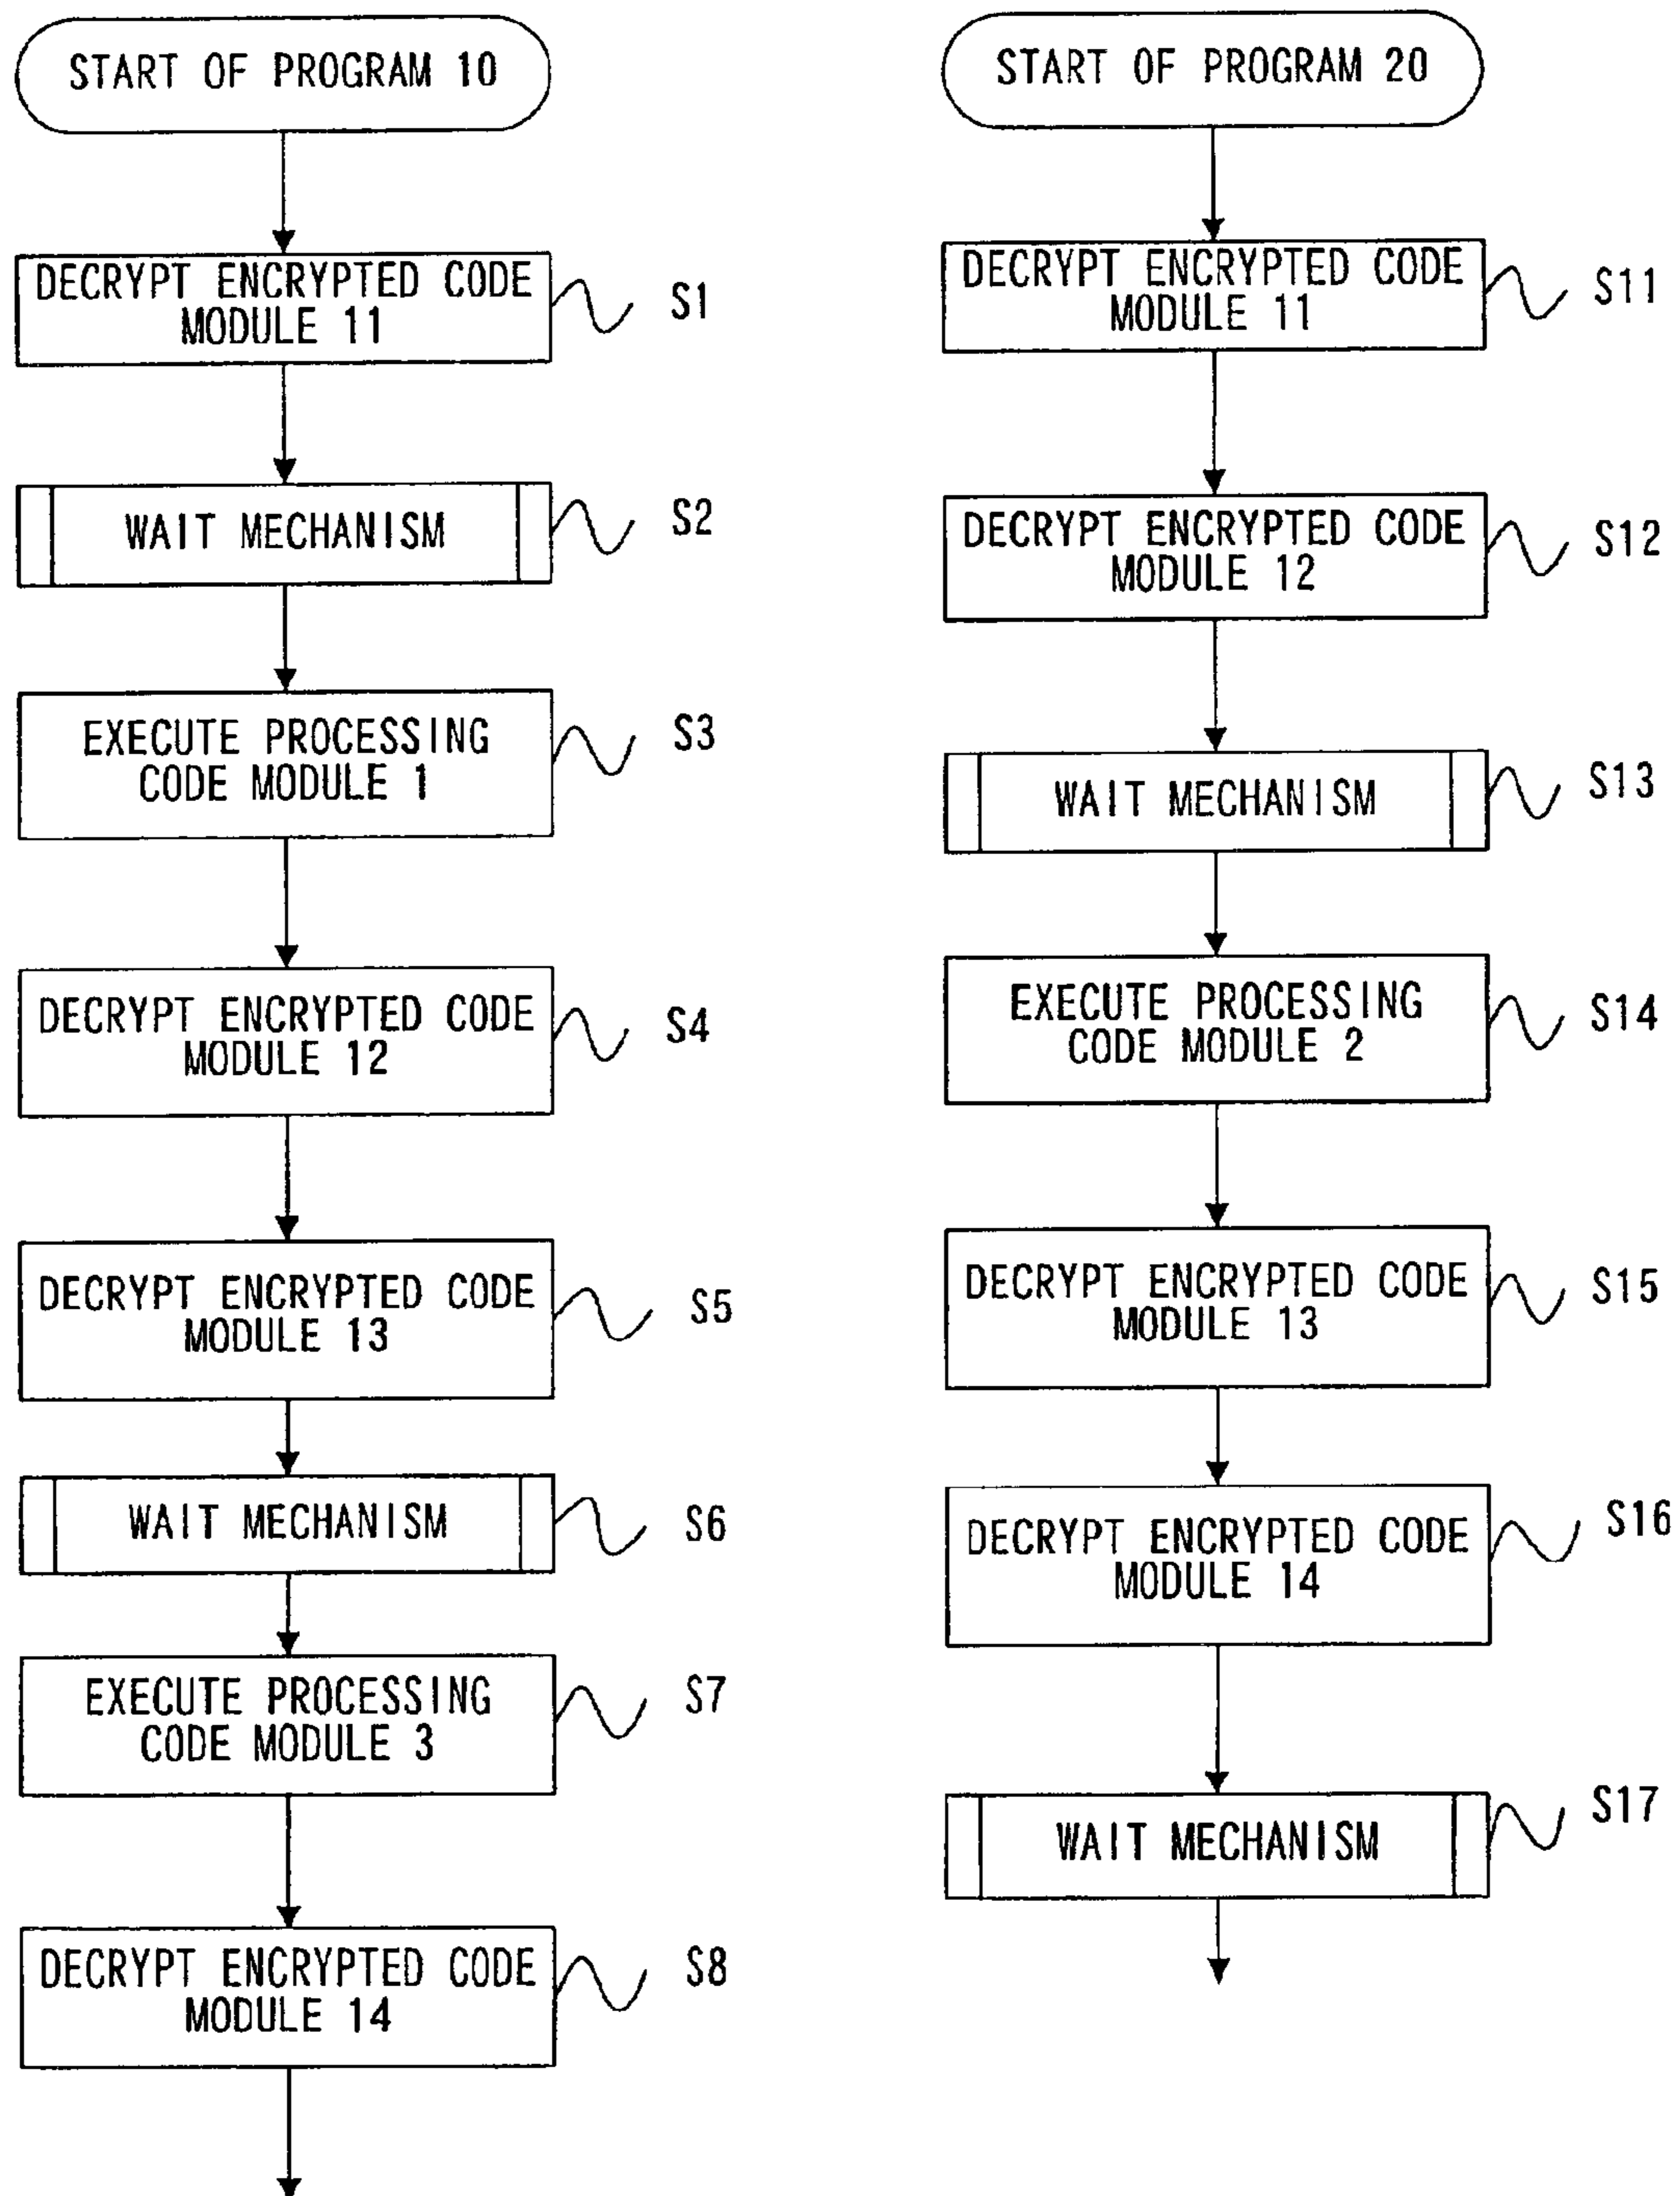 START OF PROGRAM 10
DECRYPT ENCRYPTED CODE
MODULE 11
S1
WAIT MECHANISM
S2
EXECUTE PROCESSING
CODE MODULE 1
S3
DECRYPT ENCRYPTED CODE
MODULE 12
S4
DECRYPT ENCRYPTED CODE
MODULE 13
S5
WAIT MECHANISM
S6
EXECUTE PROCESSING
CODE MODULE 3
S7
DECRYPT ENCRYPTED CODE
MODULE 14
S8
START OF PROGRAM 20
DECRYPT ENCRYPTED CODE
MODULE 11
S11
DECRYPT ENCRYPTED CODE
MODULE 12
S12
WAIT MECHANISM
S13
EXECUTE PROCESSING
CODE MODULE 2
S14
DECRYPT ENCRYPTED CODE
MODULE 13
S15
DECRYPT ENCRYPTED CODE
MODULE 14
S16
WAIT MECHANISM
S17